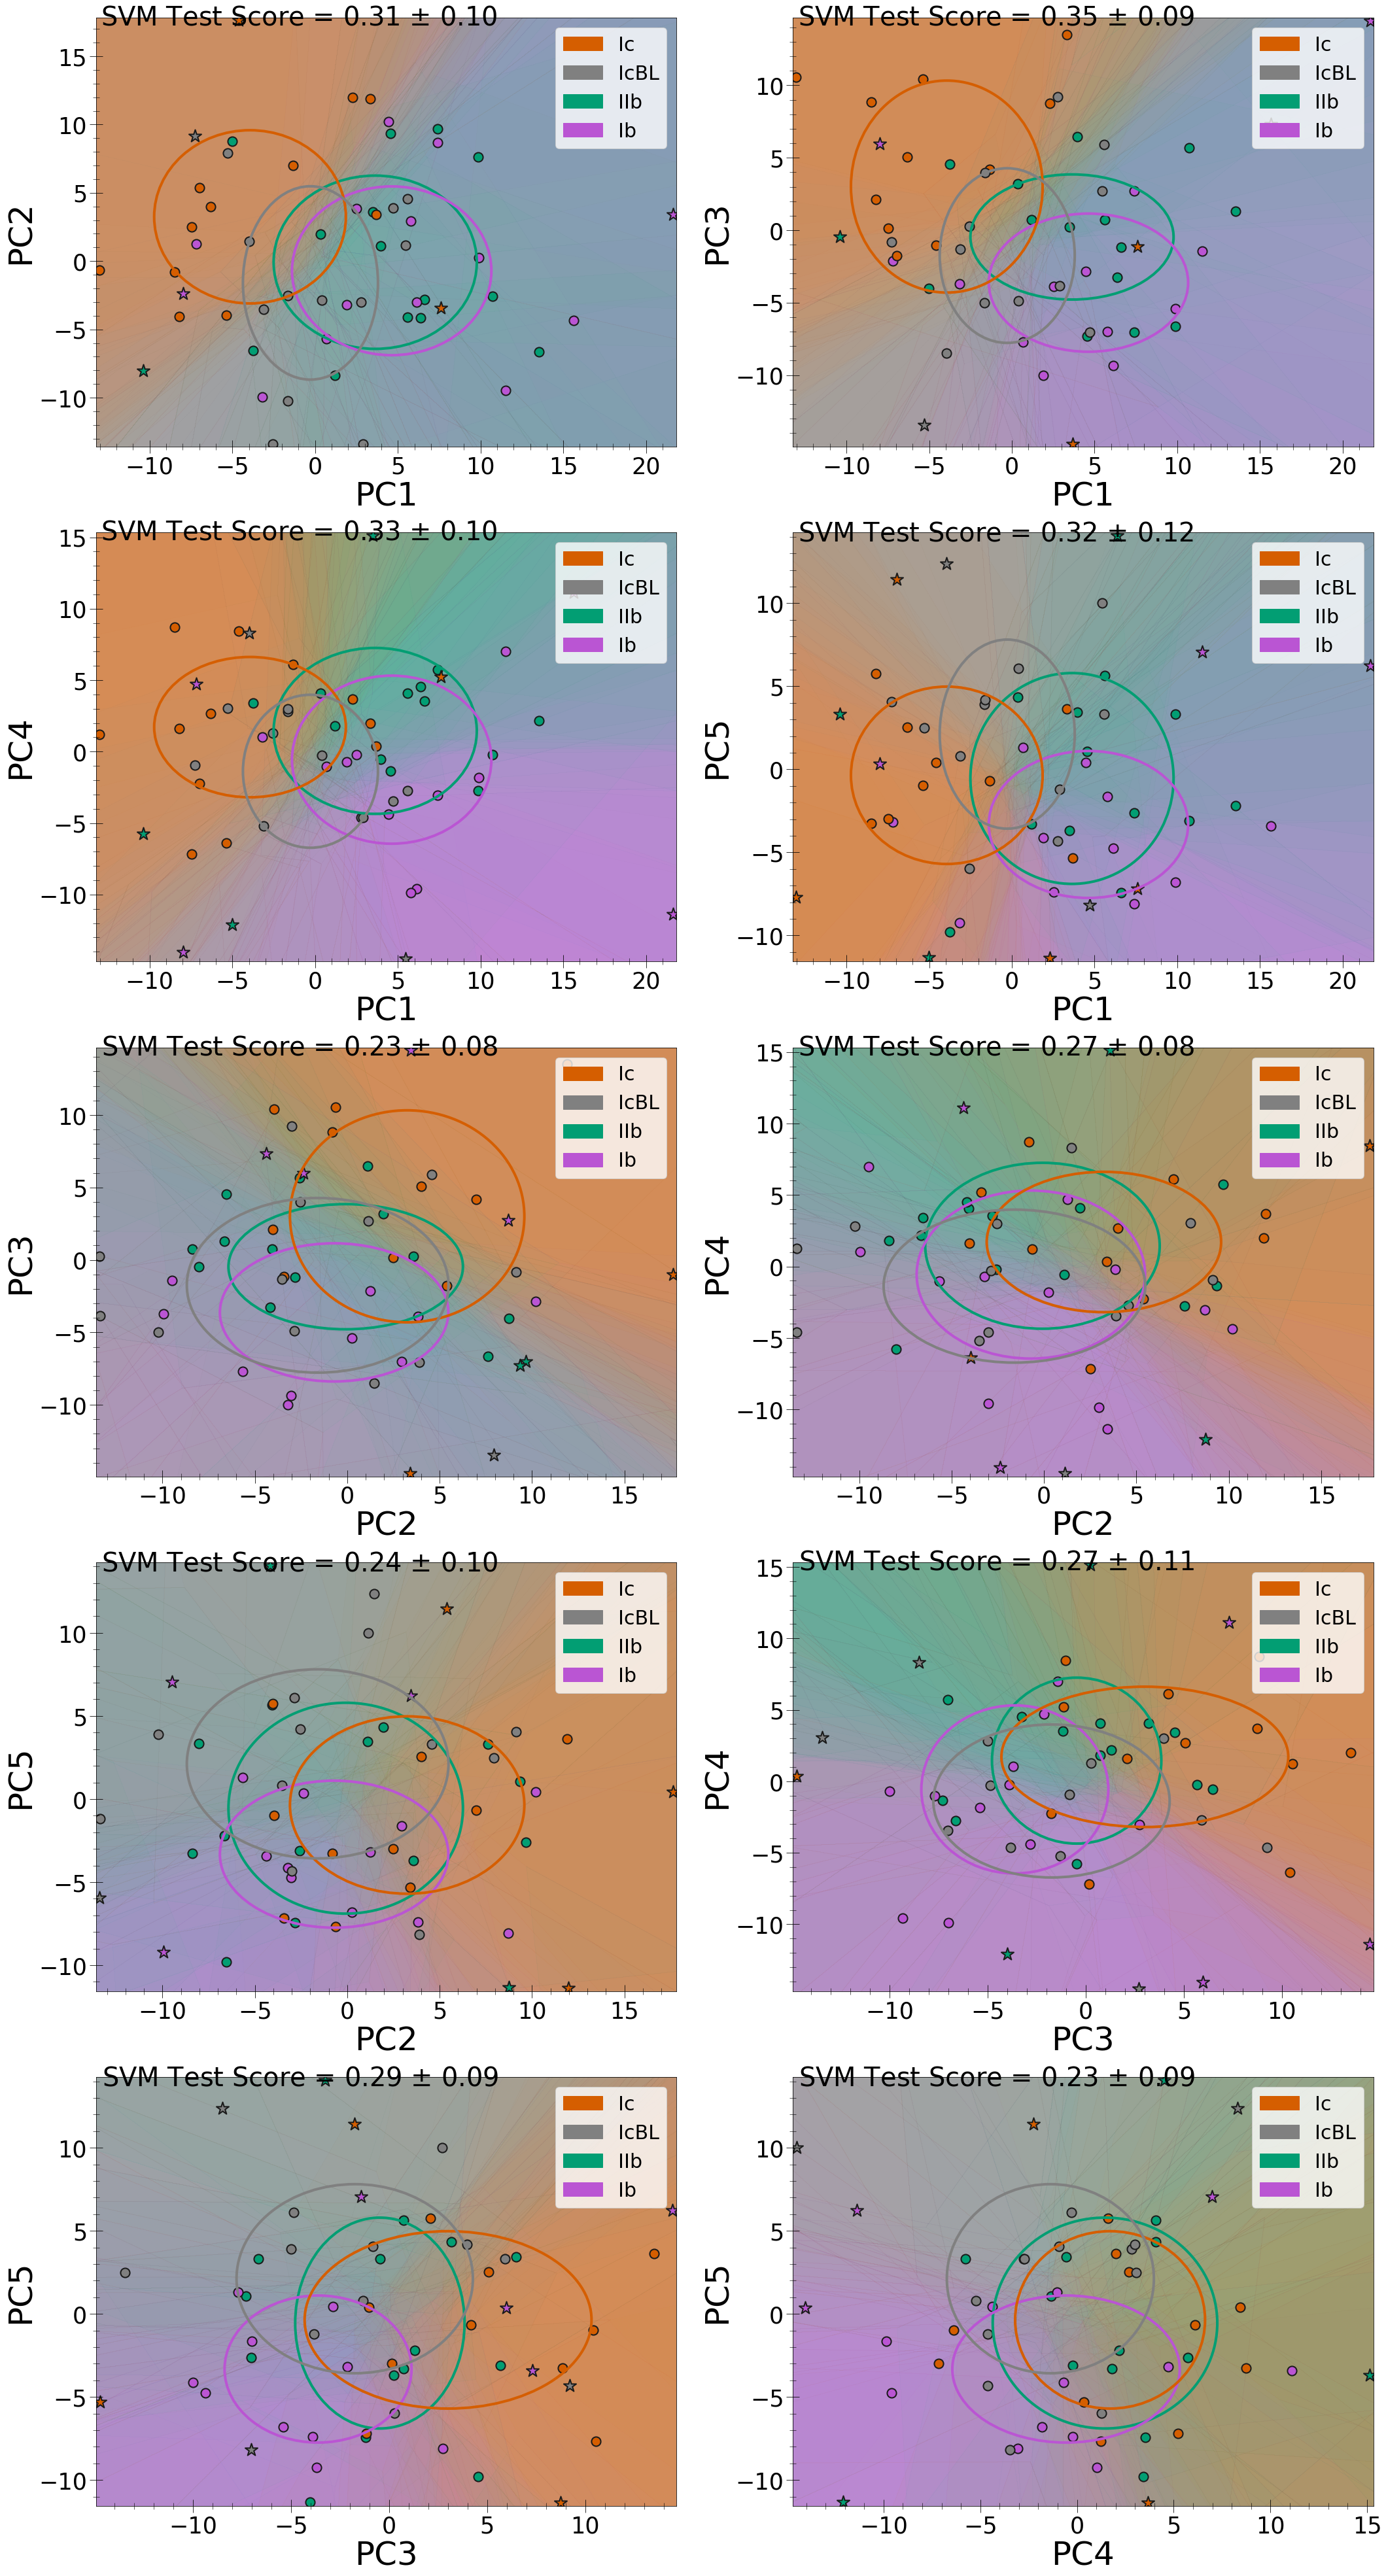 SVM Test Score = 0.31 ± 0.10
Ic
IcBL
IIb
Ib
15
10
5
0
−5
−10
PC2
−10 −5 0 5 10 15 20
PC1
SVM Test Score = 0.35 ± 0.09
Ic
IcBL
IIb
Ib
10
5
0
−5
−10
PC3
−10 −5 0 5 10 15 20
PC1
SVM Test Score = 0.33 ± 0.10
Ic
IcBL
IIb
Ib
15
10
5
0
−5
−10
PC4
−10 −5 0 5 10 15 20
PC1
SVM Test Score = 0.32 ± 0.12
Ic
IcBL
IIb
Ib
10
5
0
−5
−10
PC5
−10 −5 0 5 10 15 20
PC1
SVM Test Score = 0.23 ± 0.08
Ic
IcBL
IIb
Ib
10
5
0
−5
−10
PC3
−10 −5 0 5 10 15
PC2
SVM Test Score = 0.27 ± 0.08
Ic
IcBL
IIb
Ib
15
10
5
0
−5
−10
PC4
−10 −5 0 5 10 15
PC2
SVM Test Score = 0.24 ± 0.10
Ic
IcBL
IIb
Ib
10
5
0
−5
−10
PC5
−10 −5 0 5 10 15
PC2
SVM Test Score = 0.27 ± 0.11
Ic
IcBL
IIb
Ib
15
10
5
0
−5
−10
PC4
−10 −5 0 5 10
PC3
SVM Test Score = 0.29 ± 0.09
Ic
IcBL
IIb
Ib
10
5
0
−5
−10
PC5
−10 −5 0 5 10
PC3
SVM Test Score = 0.23 ± 0.09
Ic
IcBL
IIb
Ib
10
5
0
−5
−10
PC5
−10 −5 0 5 10 15
PC4